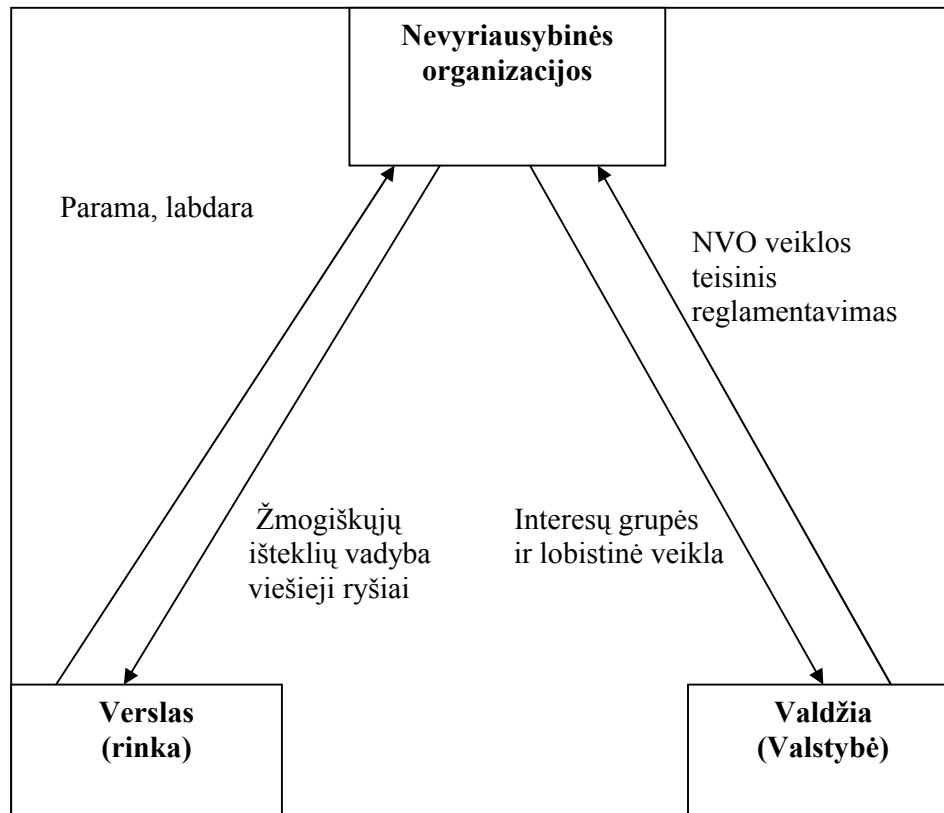 Nevyriausybinės
organizacijos
Parama, labdara
NVO veiklos
teisinis
reglamentavimas
Žmogiškųjų
išteklių vadyba
viešieji ryšiai
Interesų grupės
ir lobistinė veikla
Verslas
(rinka)
Valdžia
(Valstybė)